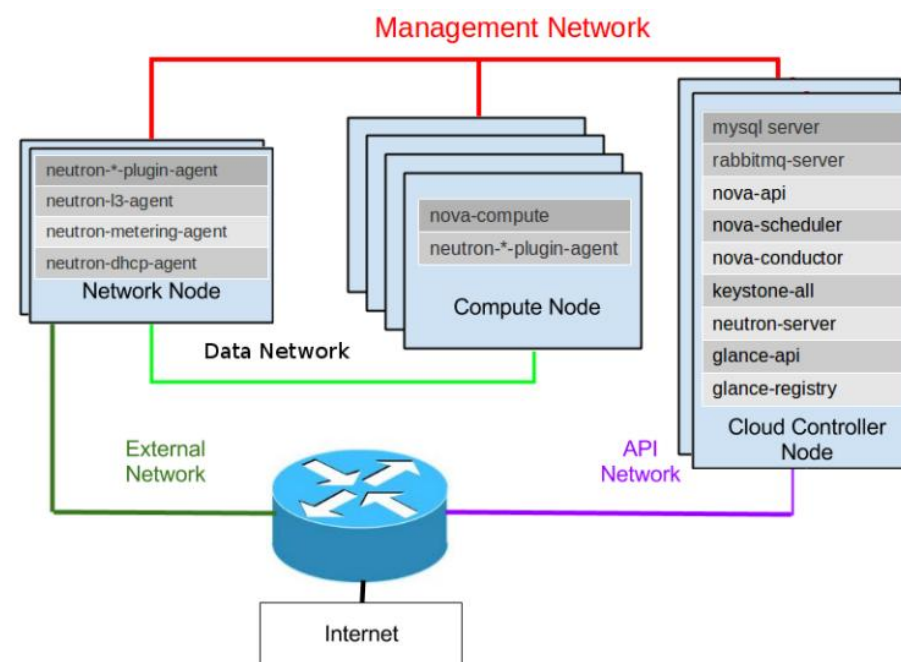 Management Network
neutron-*-plugin-agent
neutron-l3-agent
neutron-metering-agent
neutron-dhcp-agent
Network Node
nova-compute
neutron-*-plugin-agent
Compute Node
mysql server
rabbitmq-server
nova-api
nova-scheduler
nova-conductor
keystone-all
neutron-server
glance-api
glance-registry
Cloud Controller
Node
Data Network
External
Network
API
Network
Internet